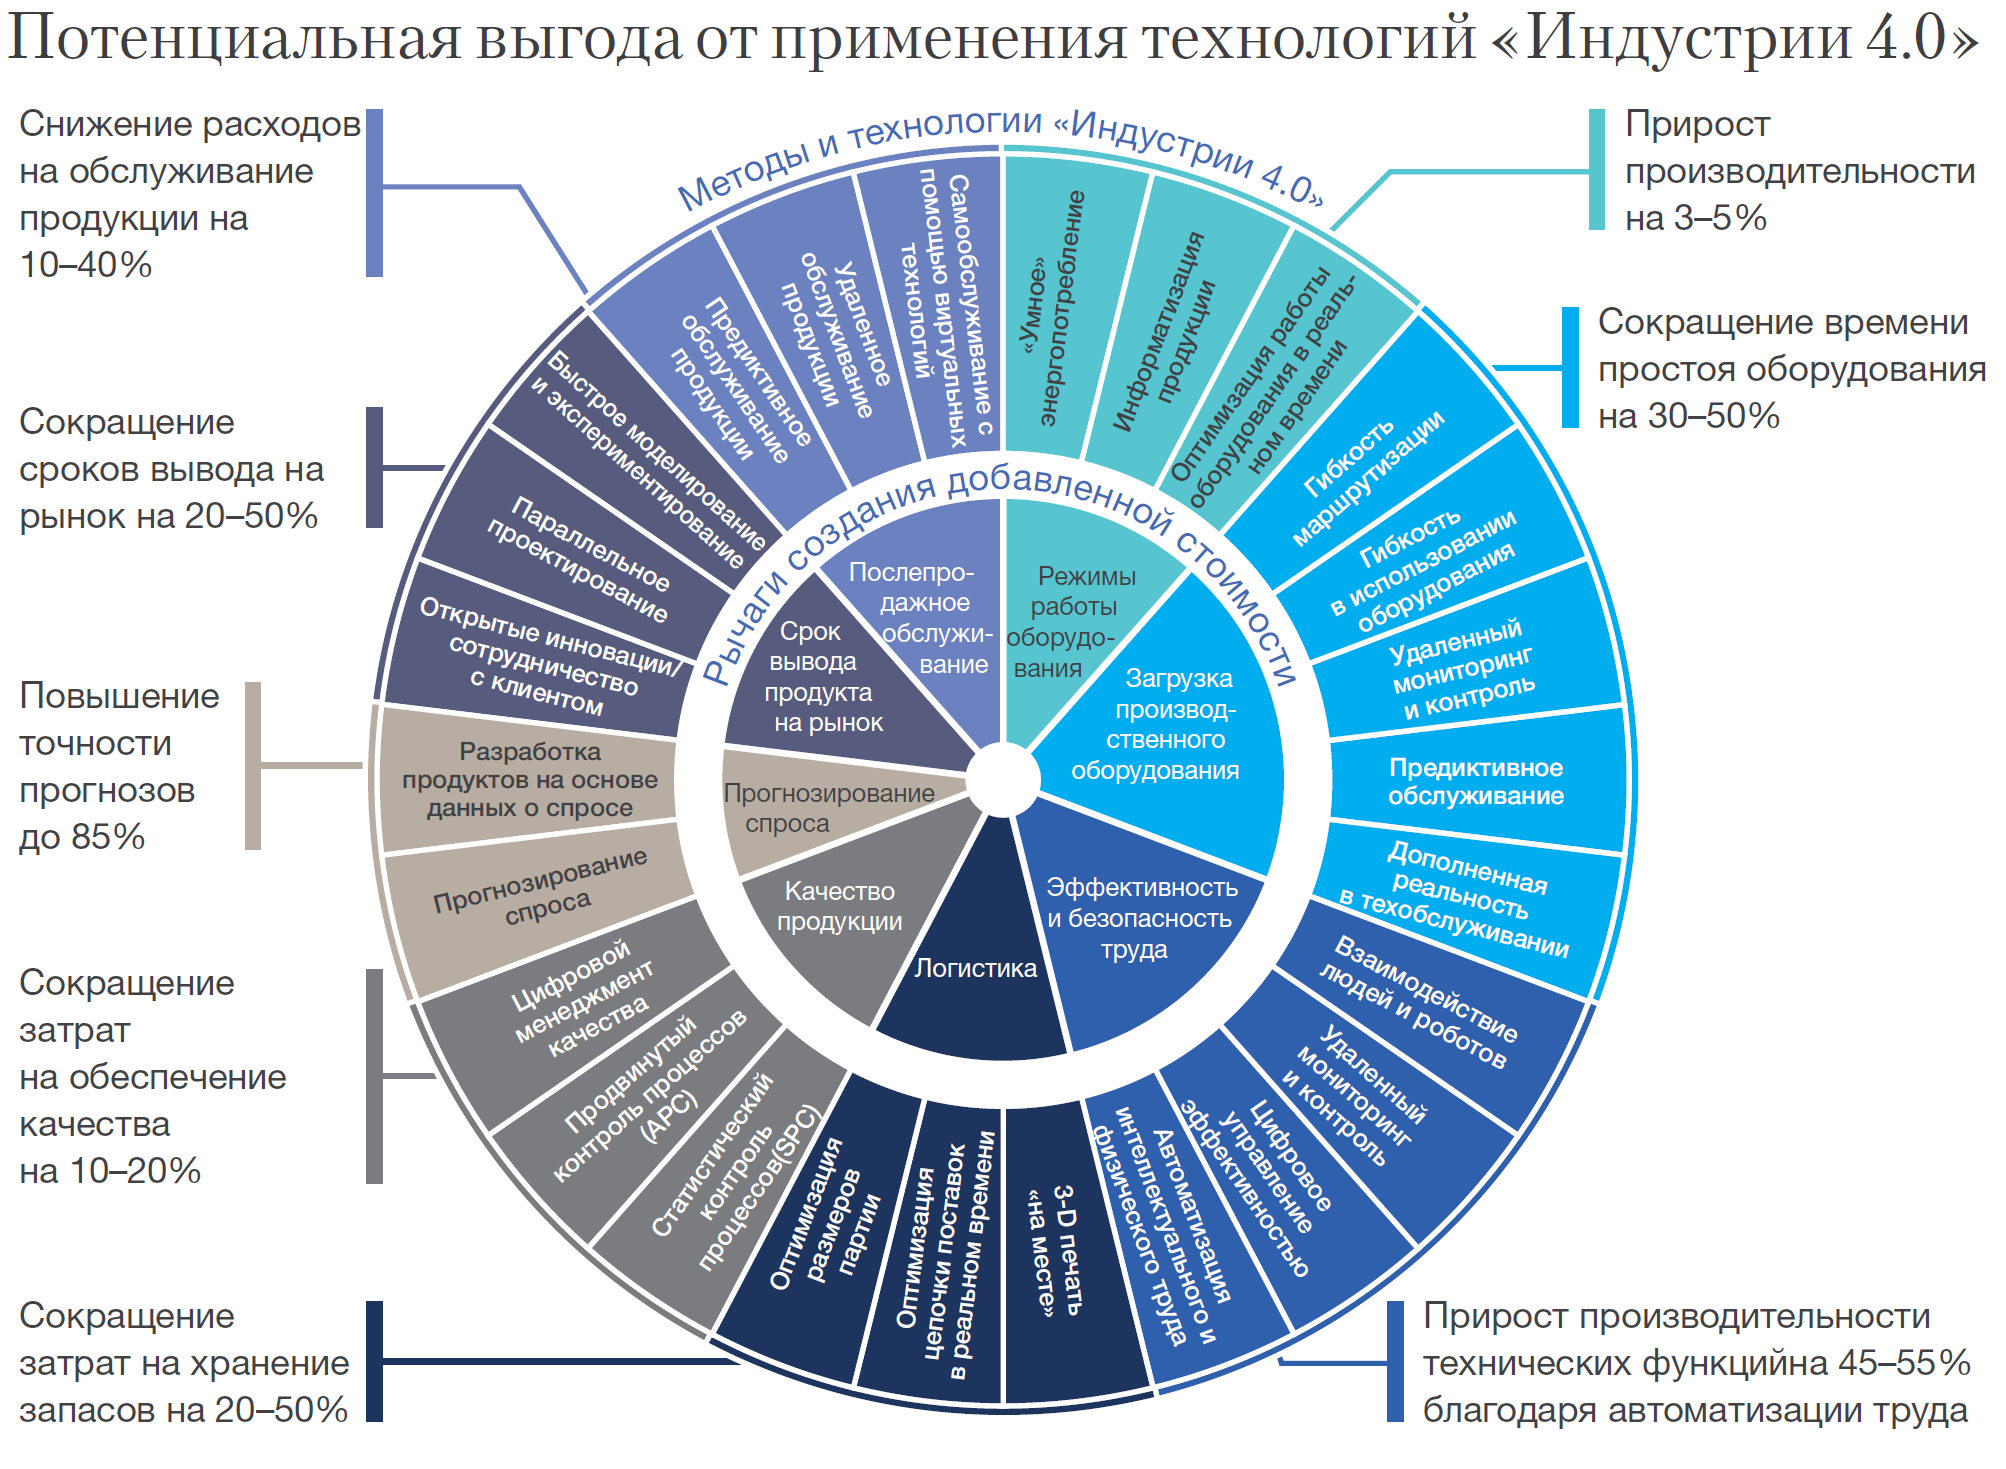 Потенциальная выгода от применения технологий «Индустрии 4.0»
Снижение расходов
на обслуживание
продукции на
10–40%
Сокращение
сроков вывода на
рынок на 20–50%
Повышение
точности
прогнозов
до 85%
Сокращение
затрат
на обеспечение
качества
на 10–20%
Сокращение
затрат на хранение
запасов на 20–50%
Прирост
производительности
на 3–5%
Сокращение времени
простоя оборудования
на 30–50%
Прирост производительности
технических функцийна 45–55%
благодаря автоматизации труда
Методы и технологии «Индустрии 4.0»
«Умное»
энергопотребление
Информатизация
продукции
Оптимизация работы
оборудования в реаль-
ном времени
Гибкость
маршрутизации
Гибкость
в использовании
оборудования
Удаленный
мониторинг
и контроль
Предиктивное
обслуживание
Дополненная
реальность
в техобслуживании
Взаимодействие
людей и роботов
Удаленный
мониторинг
и контроль
Цифровое
управление
эффективностью
Автоматизация
интеллектуального и
физического труда
3-D печать
«на месте»
Оптимизация
цепочки поставок
в реальном времени
Оптимизация
размеров
партии
Статистический
контроль
процессов(SPC)
Продвинутый
контроль процессов
(APC)
Цифровой
менеджмент
качества
Прогнозирование
спроса
Разработка
продуктов на основе
данных о спросе
Открытые инновации/
сотрудничество
с клиентом
Параллельное
проектирование
Быстрое моделирование
и экспериментирование
Предиктивное
обслуживание
продукции
Удаленное
обслуживание
продукции
Самообслуживание с
помощью виртуальных
технологий
Рычаги создания добавленной стоимости
Режимы
работы
оборудо-
вания
Загрузка
производ-
ственного
оборудования
Эффективность
и безопасность
труда
Логистика
Качество
продукции
Прогнозирование
спроса
Срок
вывода
продукта
на рынок
Послепро-
дажное
обслужи-
вание